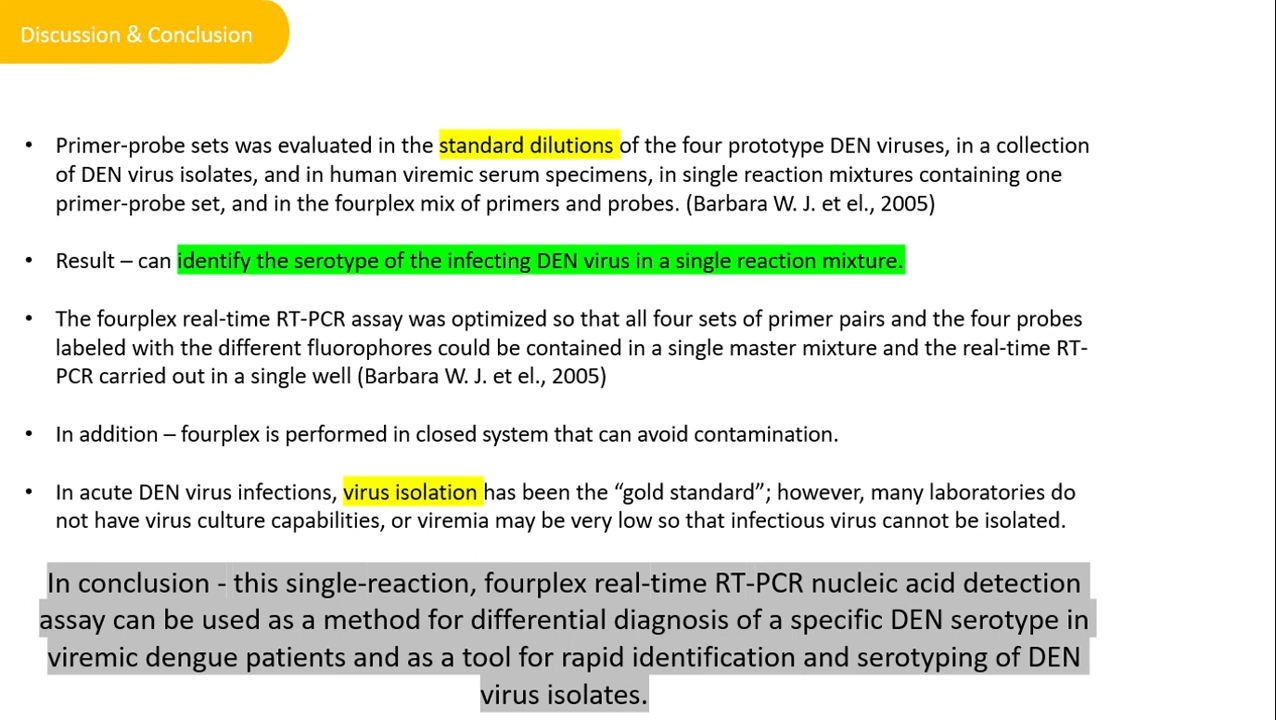 Discussion & Conclusion
• Primer-probe sets was evaluated in the standard dilutions of the four prototype DEN viruses, in a collection
of DEN virus isolates, and in human viremic serum specimens, in single reaction mixtures containing one
primer-probe set, and in the fourplex mix of primers and probes. (Barbara W. J. et el., 2005)
• Result – can identify the serotype of the infecting DEN virus in a single reaction mixture.
• The fourplex real-time RT-PCR assay was optimized so that all four sets of primer pairs and the four probes
labeled with the different fluorophores could be contained in a single master mixture and the real-time RT-
PCR carried out in a single well (Barbara W. J. et el., 2005)
• In addition – fourplex is performed in closed system that can avoid contamination.
• In acute DEN virus infections, virus isolation has been the “gold standard”; however, many laboratories do
not have virus culture capabilities, or viremia may be very low so that infectious virus cannot be isolated.
In conclusion - this single-reaction, fourplex real-time RT-PCR nucleic acid detection
assay can be used as a method for differential diagnosis of a specific DEN serotype in
viremic dengue patients and as a tool for rapid identification and serotyping of DEN
virus isolates.